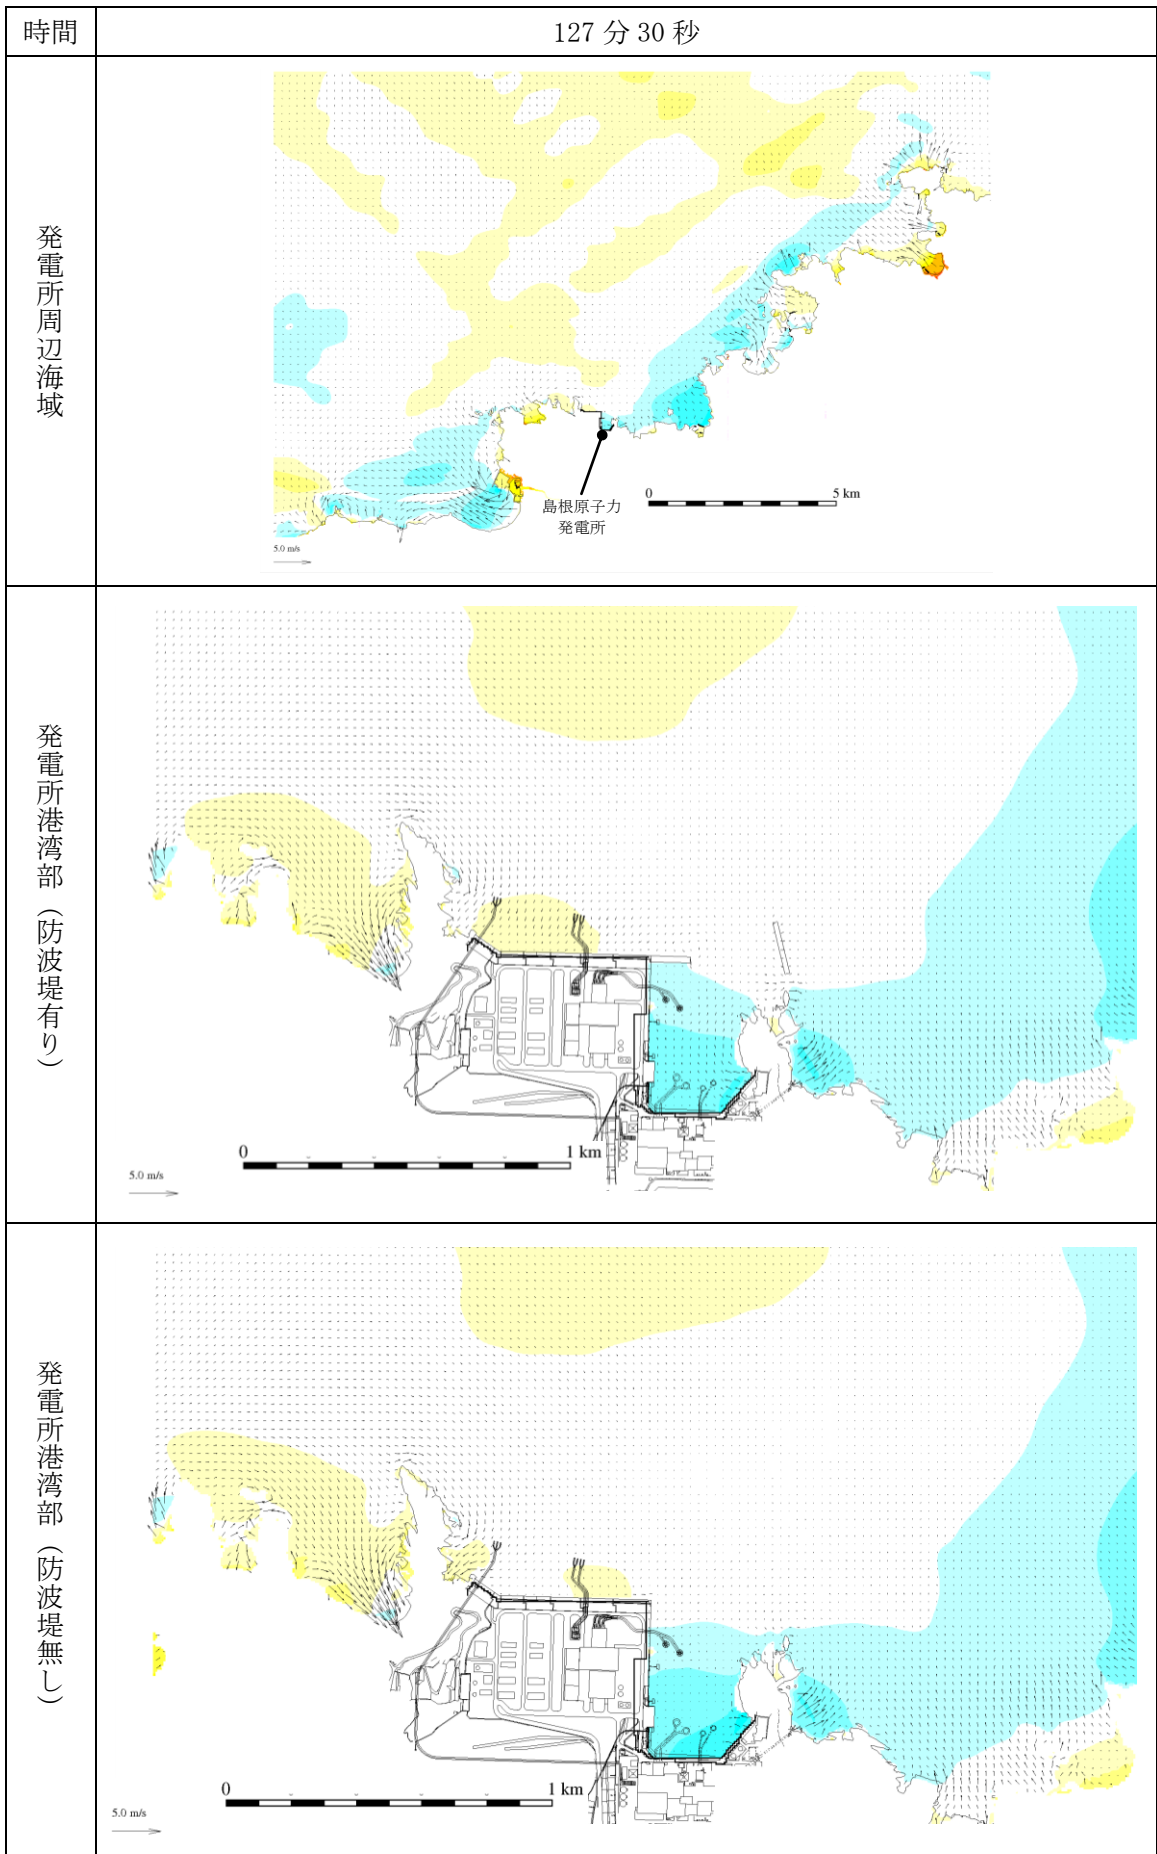 時間
127 分 30 秒
発電所周辺海域
島根原子力
発電所
0
5 km
5.0 m/s
発電所港湾部（防波堤有り）
0
1 km
5.0 m/s
発電所港湾部（防波堤無し）
0
1 km
5.0 m/s